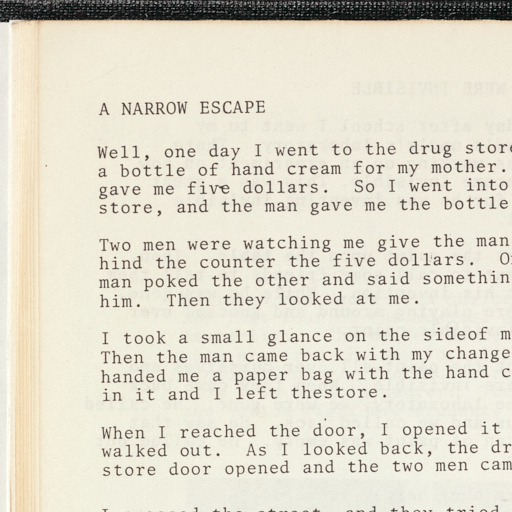 A NARROW ESCAPE
Well, one day I went to the drug store
a bottle of hand cream for my mother.
gave me five dollars. So I went into
store, and the man gave me the bottle
Two men were watching me give the man
hind the counter the five dollars.
man poked the other and said somethin
him. Then they looked at me.
I took a small glance on the sideof m
Then the man came back with my change
handed me a paper bag with the hand c
in it and I left thestore.
When I reached the door, I opened it
walked out. As I looked back, the dr
store door opened and the two men cam